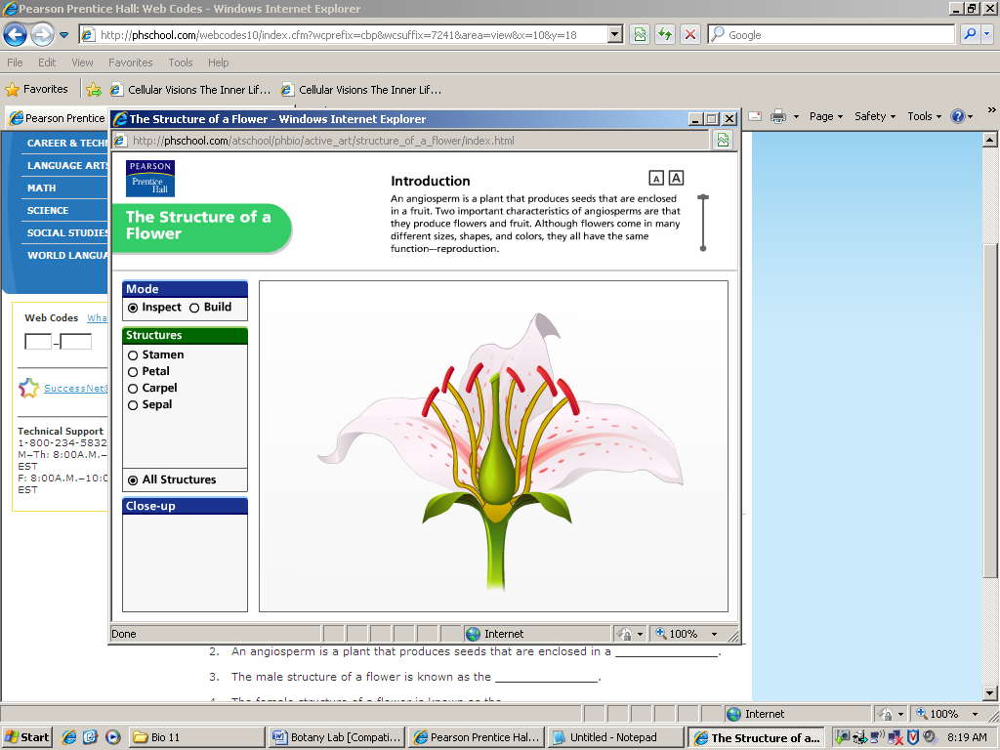 Pearson Prentice Hall: Web Codes - Windows Internet Explorer
http://phschool.com/webcodes10/index.cfm?wcprefix=cbp&wcsuffix=7241&area=view&x=10&y=18
Google
File Edit View Favorites Tools Help
Favorites Cellular Visions The Inner Lif... Cellular Visions The Inner Lif...
Pearson Prentice
Page Safety Tools »
The Structure of a Flower - Windows Internet Explorer
http://phschool.com/atschool/phbio/active_art/structure_of_a_flower/index.html
CAREER & TECH
LANGUAGE ARTS
MATH
SCIENCE
SOCIAL STUDIES
WORLD LANGUA
Web Codes Wha
–
SuccessNet
Technical Support
1-800-234-5832
M–Th: 8:00A.M.–
EST
F: 8:00A.M.–10:0
EST
PEARSON
Prentice
Hall
The Structure of a
Flower
Introduction
A A
An angiosperm is a plant that produces seeds that are enclosed
in a fruit. Two important characteristics of angiosperms are that
they produce flowers and fruit. Although flowers come in many
different sizes, shapes, and colors, they all have the same
function–-reproduction.
Mode
Inspect Build
Structures
Stamen
Petal
Carpel
Sepal
All Structures
Close-up
Done Internet 100%
2. An angiosperm is a plant that produces seeds that are enclosed in a ________________.
3. The male structure of a flower is known as the ________________.
4. The female structure of a flower is known as the
Internet 100%
Start Bio 11 Botany Lab [Compati... Pearson Prentice Hal... Untitled - Notepad The Structure of a... 8:19 AM